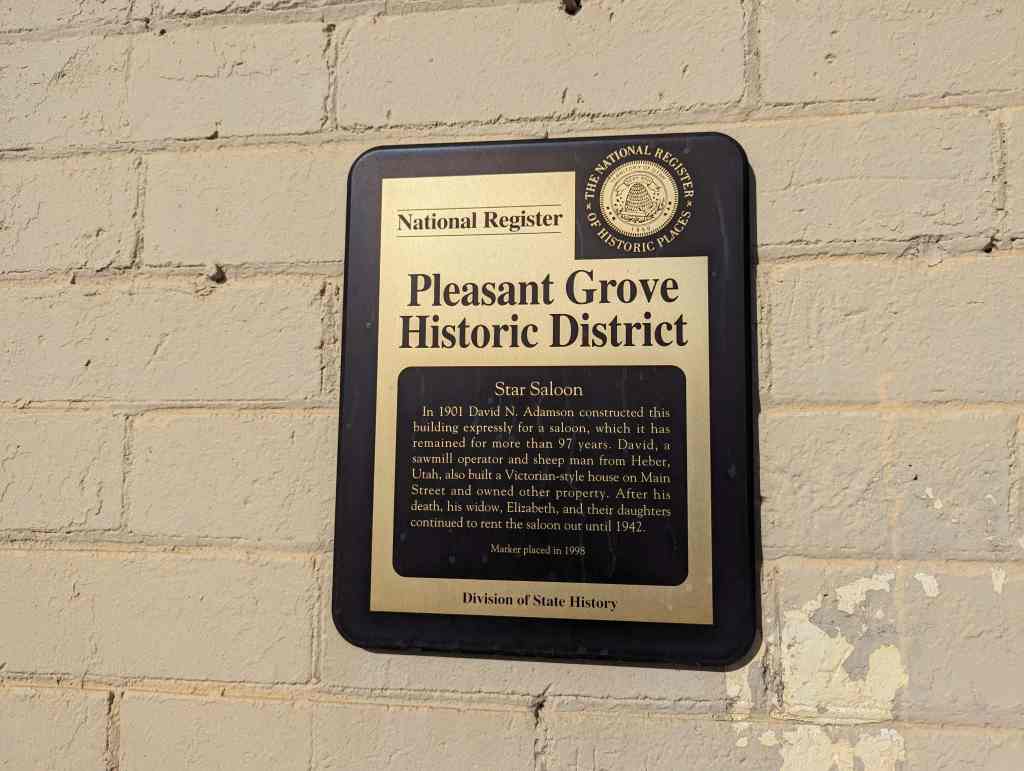 THE NATIONAL REGISTER
OF HISTORIC PLACES
1896
National Register
Pleasant Grove
Historic District
Star Saloon
In 1901 David N. Adamson constructed this
building expressly for a saloon, which it has
remained for more than 97 years. David, a
sawmill operator and sheep man from Heber,
Utah, also built a Victorian-style house on Main
Street and owned other property. After his
death, his widow, Elizabeth, and their daughters
continued to rent the saloon out until 1942.
Marker placed in 1998
Division of State History